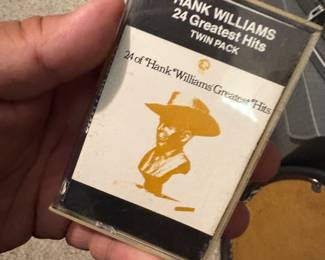 HANK WILLIAMS
24 Greatest Hits
TWIN PACK
24 of Hank Williams' Greatest Hits